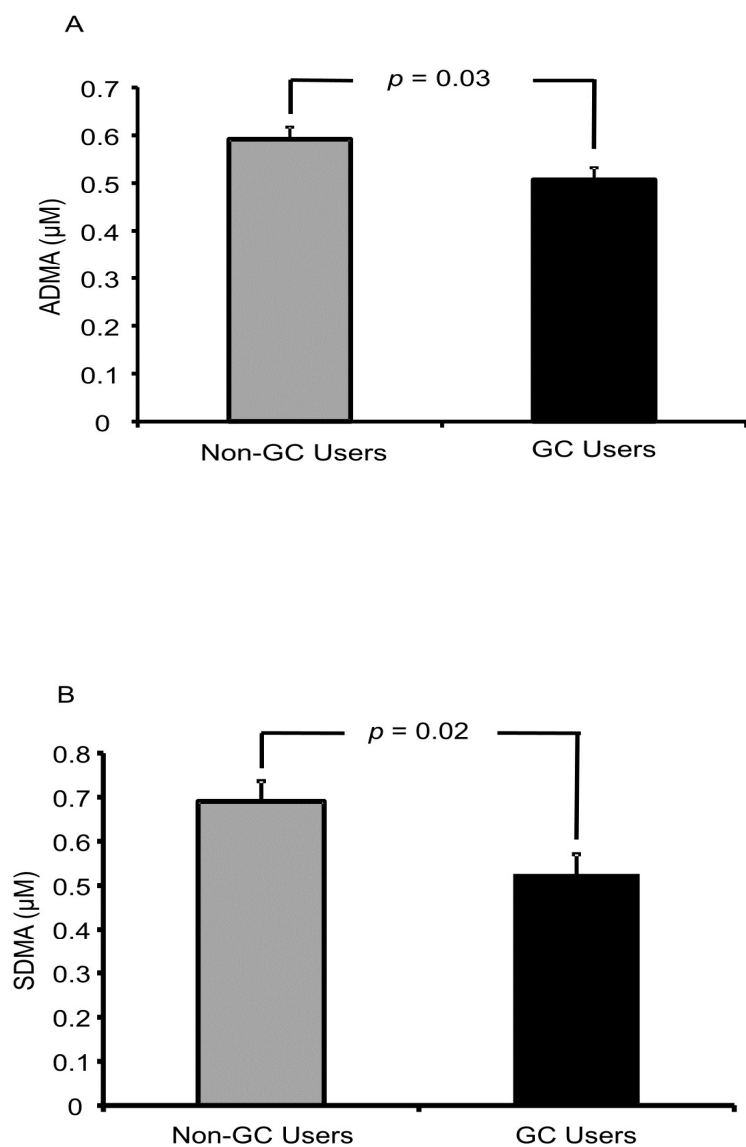 A
p = 0.03
0.7
0.6
0.5
0.4
0.3
0.2
0.1
0
ADMA (µM)
Non-GC Users
GC Users
B
p = 0.02
0.8
0.7
0.6
0.5
0.4
0.3
0.2
0.1
0
SDMA (µM)
Non-GC Users
GC Users